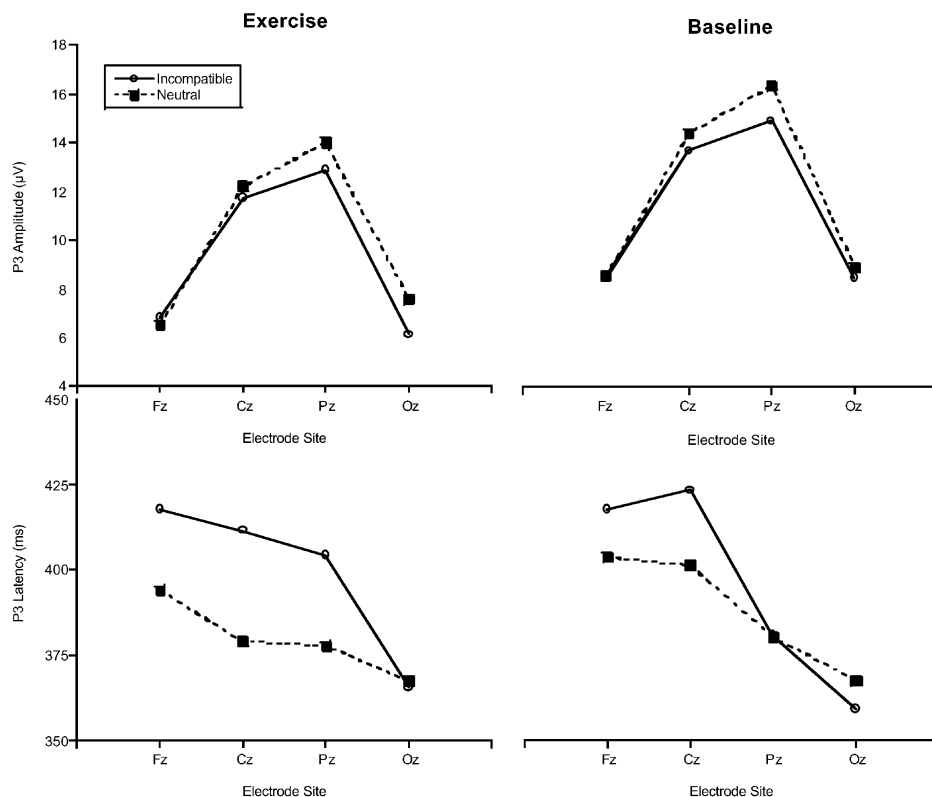 Exercise
Baseline
18
16
14
12
10
8
6
4
P3 Amplitude (µV)
Incompatible
Neutral
Fz Cz Pz Oz
Electrode Site
Fz Cz Pz Oz
Electrode Site
450
425
400
375
350
P3 Latency (ms)
Fz Cz Pz Oz
Electrode Site
Fz Cz Pz Oz
Electrode Site